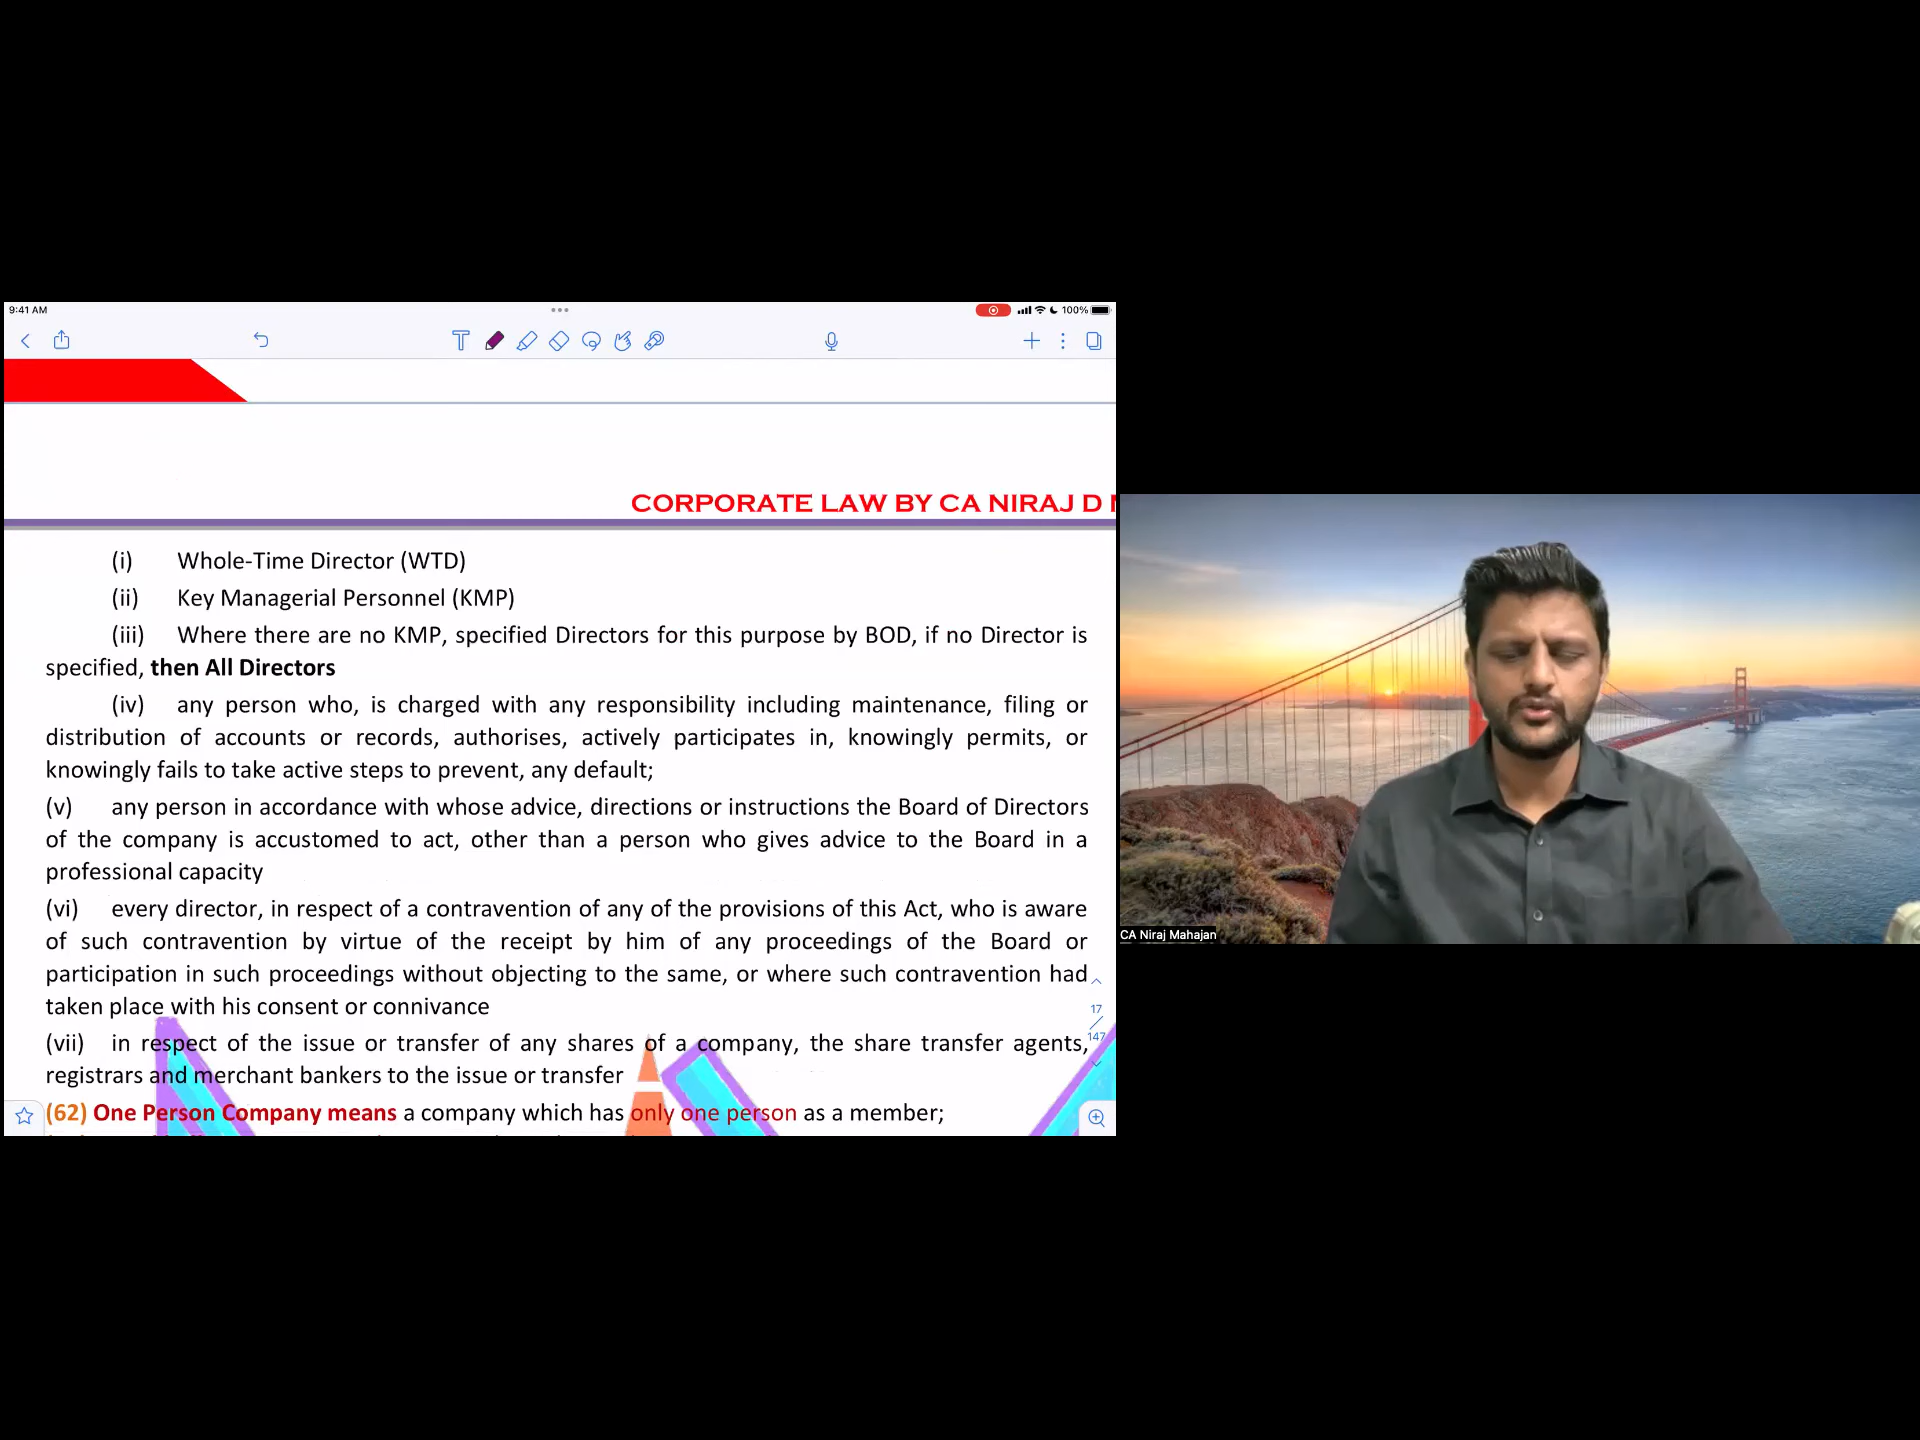 9:41 AM
100%
CORPORATE LAW BY CA NIRAJ D
(i) Whole-Time Director (WTD)
(ii) Key Managerial Personnel (KMP)
(iii) Where there are no KMP, specified Directors for this purpose by BOD, if no Director is
specified, then All Directors
(iv) any person who, is charged with any responsibility including maintenance, filing or
distribution of accounts or records, authorises, actively participates in, knowingly permits, or
knowingly fails to take active steps to prevent, any default;
(v) any person in accordance with whose advice, directions or instructions the Board of Directors
of the company is accustomed to act, other than a person who gives advice to the Board in a
professional capacity
(vi) every director, in respect of a contravention of any of the provisions of this Act, who is aware
of such contravention by virtue of the receipt by him of any proceedings of the Board or
participation in such proceedings without objecting to the same, or where such contravention had
taken place with his consent or connivance
17
/
147
(vii) in respect of the issue or transfer of any shares of a company, the share transfer agents,
registrars and merchant bankers to the issue or transfer
(62) One Person Company means a company which has only one person as a member;
CA Niraj Mahajan